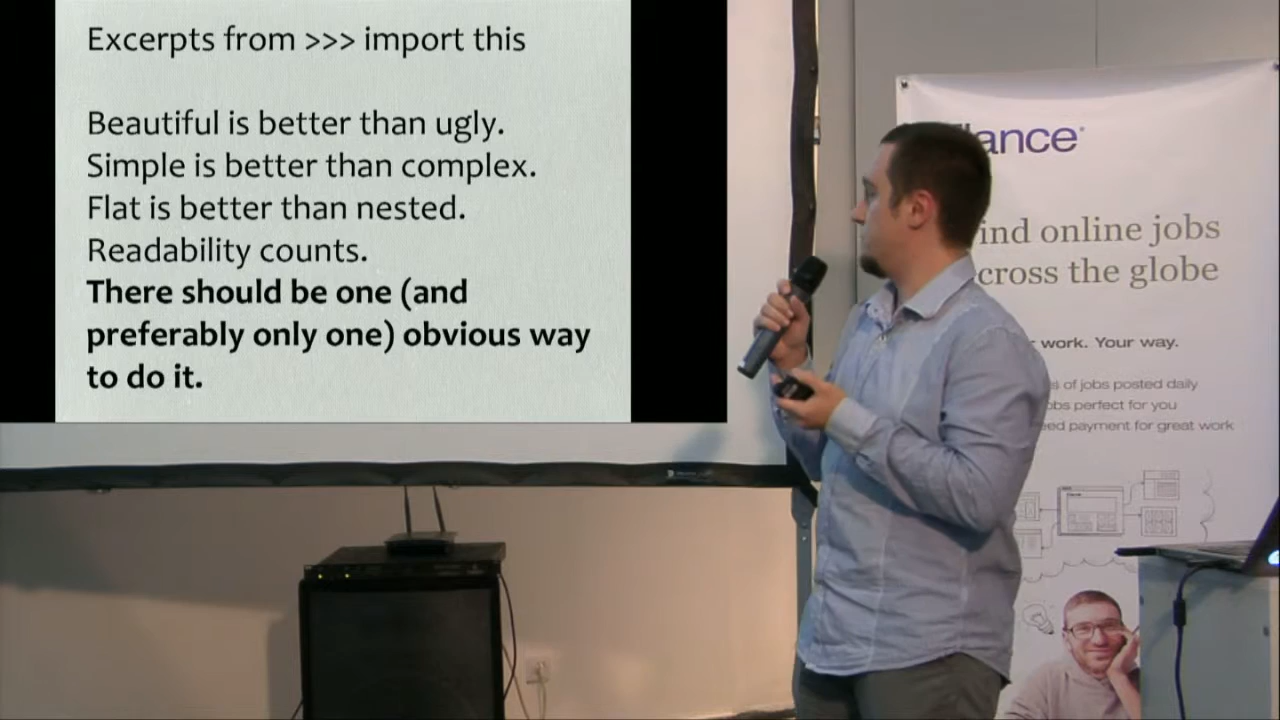 Excerpts from >>> import this
Beautiful is better than ugly.
Simple is better than complex.
Flat is better than nested.
Readability counts.
There should be one (and
preferably only one) obvious way
to do it.
ance
ind online jobs
cross the globe
work. Your way.
s of jobs posted daily
obs perfect for you
ed payment for great work